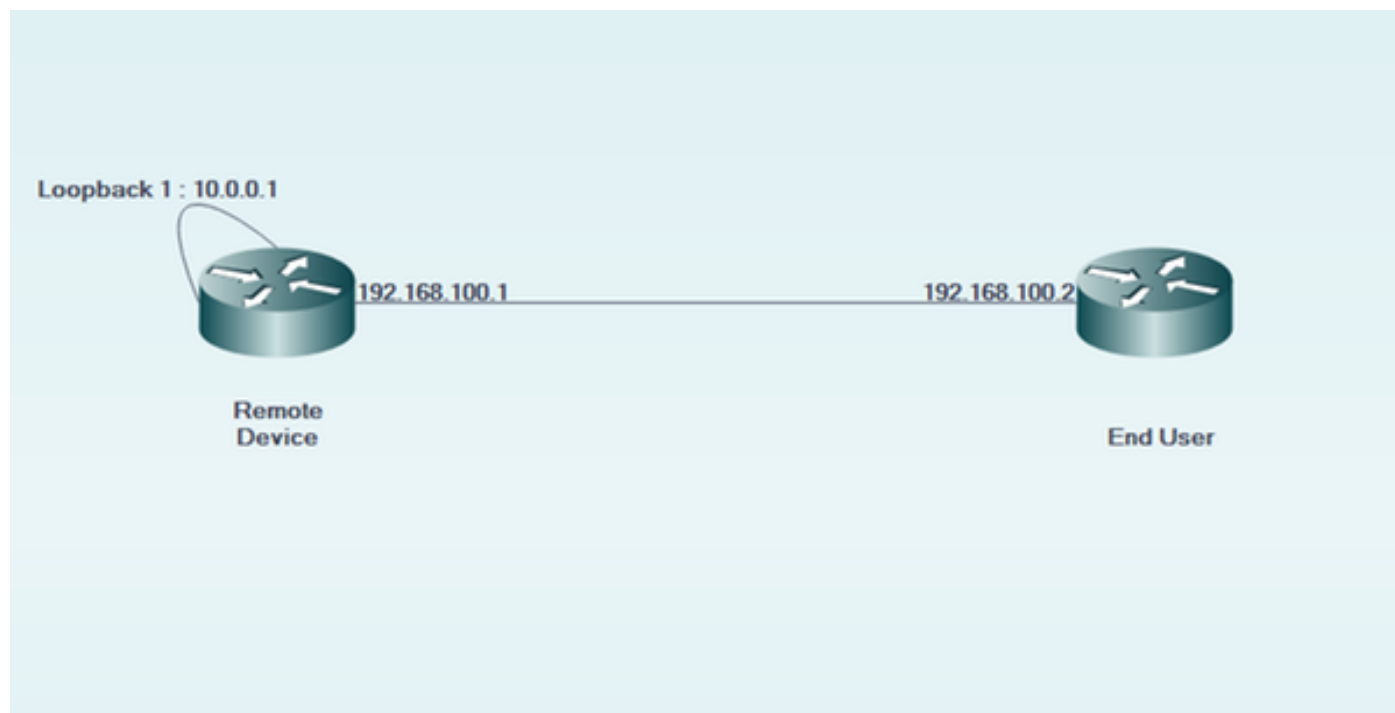 Loopback 1 : 10.0.0.1
192.168.100.1
192.168.100.2
Remote
Device
End User